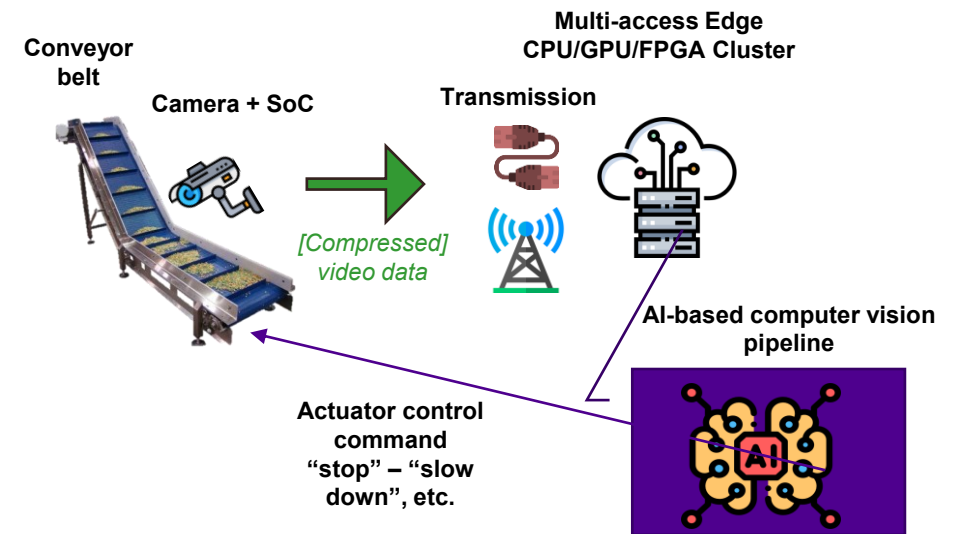 Multi-access Edge
CPU/GPU/FPGA Cluster
Conveyor
belt
Camera + SoC
Transmission
[Compressed]
video data
AI-based computer vision
pipeline
Actuator control
command
“stop” – “slow
down”, etc.
AI